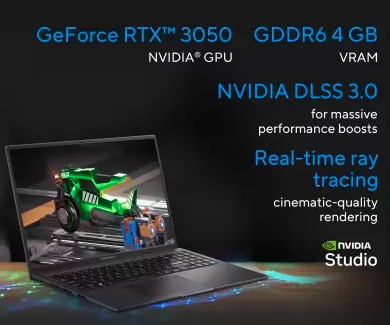 GeForce RTX™ 3050
NVIDIA® GPU
GDDR6 4 GB
VRAM
NVIDIA DLSS 3.0
for massive
performance boosts
Real-time ray
tracing
cinematic-quality
rendering
NVIDIA
Studio